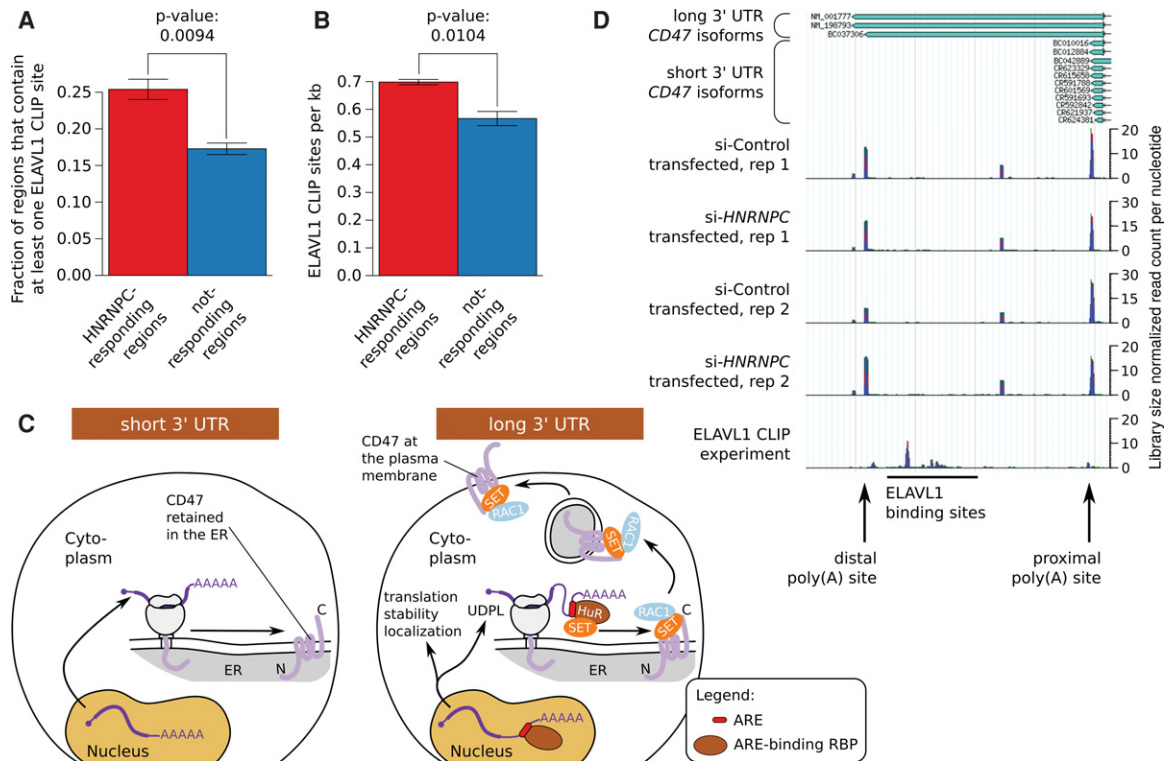 A
p-value:
0.0094
Fraction of regions that contain
at least one ELAVL1 CLIP site
0.25
0.20
0.15
0.10
0.05
0.00
HNRNPC-
responding
regions
not-
responding
regions
B
p-value:
0.0104
ELAVL1 CLIP sites per kb
0.7
0.6
0.5
0.4
0.3
0.2
0.1
0.0
HNRNPC-
responding
regions
not-
responding
regions
C
short 3' UTR
CD47
retained
in the ER
Cyto-
plasm
AAAAA
C
ER
N
AAAAA
Nucleus
long 3' UTR
CD47 at
the plasma
membrane
SET
RAC1
Cyto-
plasm
SET
RAC1
translation
stability
localization
UDPL
AAAAA
HuR
SET
RAC1
C
SET
ER
N
AAAAA
Nucleus
Legend:
ARE
ARE-binding RBP
D
long 3' UTR
CD47 isoforms
NM_001777
NM_198793
BC037306
short 3' UTR
CD47 isoforms
BC010016
BC012884
BC042889
CR623329
CR615658
CR591788
CR601569
CR591693
CR592842
CR621937
CR624381
si-Control
transfected, rep 1
20
10
0
si-HNRNPC
transfected, rep 1
30
15
0
si-Control
transfected, rep 2
30
15
0
si-HNRNPC
transfected, rep 2
20
10
0
ELAVL1 CLIP
experiment
20
10
0
Library size normalized read count per nucleotide
ELAVL1
binding sites
distal
poly(A) site
proximal
poly(A) site